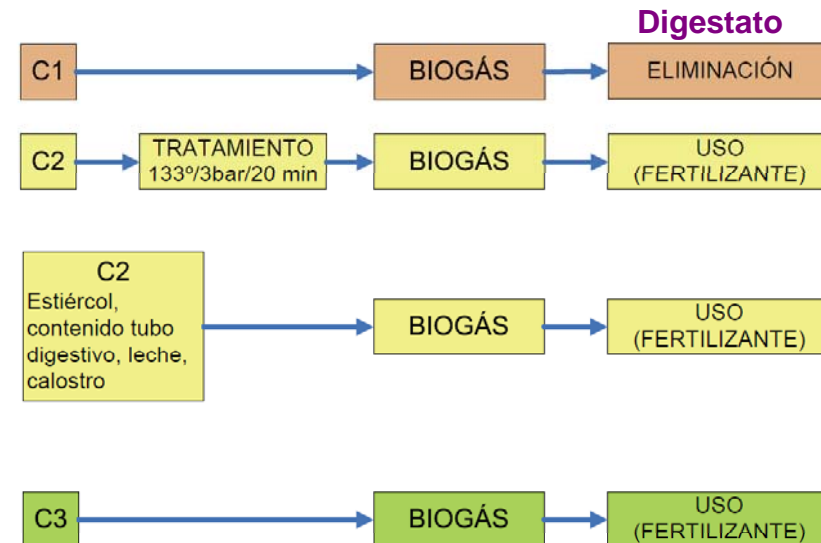 Digestato
C1
BIOGÁS
ELIMINACIÓN
C2
TRATAMIENTO
133º/3bar/20 min
BIOGÁS
USO
(FERTILIZANTE)
C2
Estiércol,
contenido tubo
digestivo, leche,
calostro
BIOGÁS
USO
(FERTILIZANTE)
C3
BIOGÁS
USO
(FERTILIZANTE)